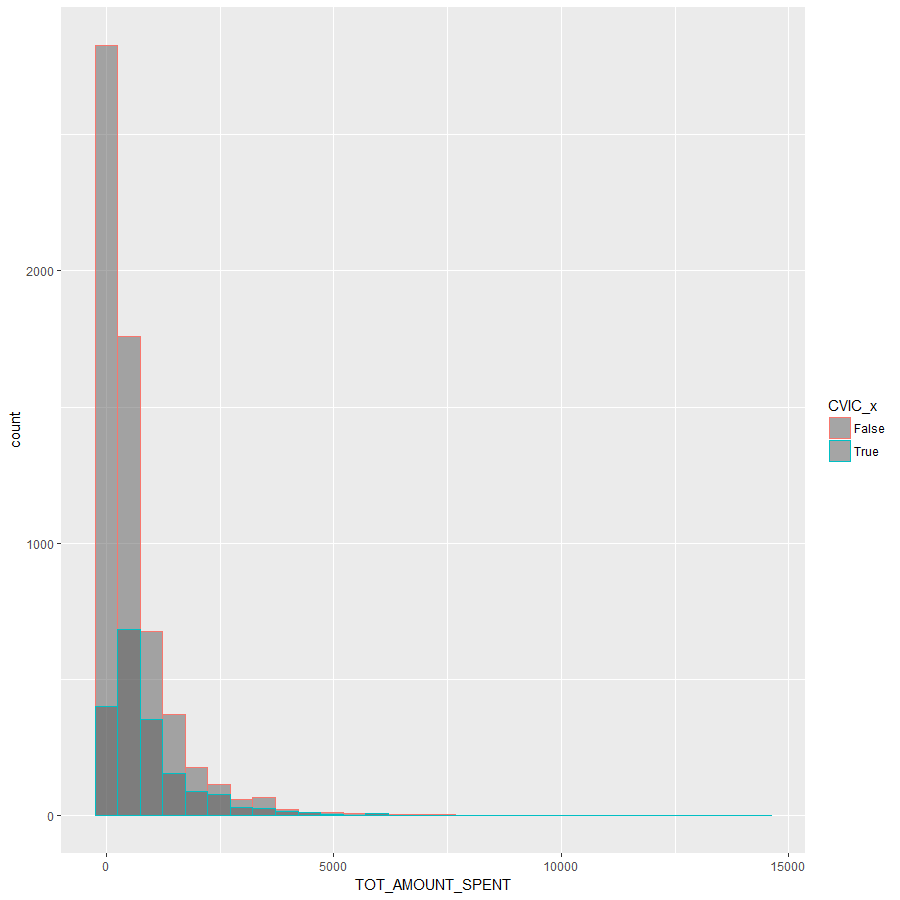 count
2000
1000
0
0
5000
10000
15000
TOT_AMOUNT_SPENT
CVIC_x
False
True